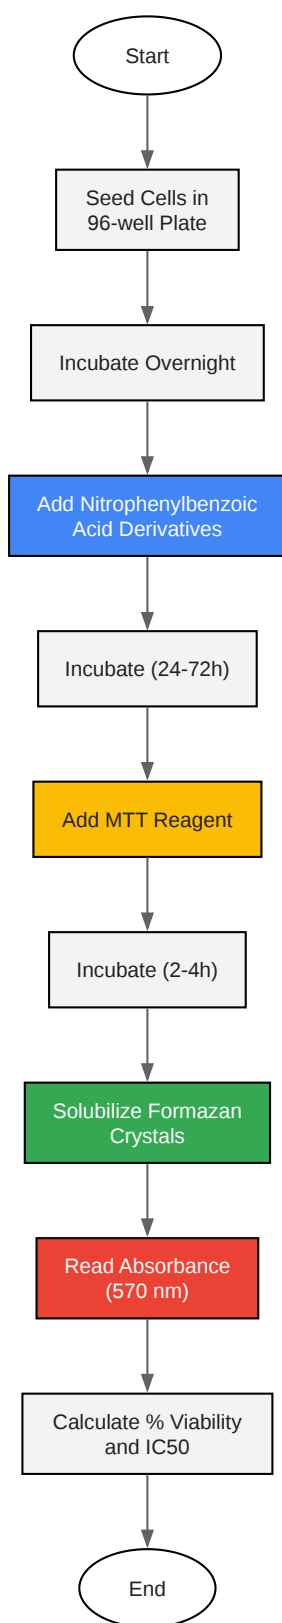 Start
Seed Cells in
96-well Plate
Incubate Overnight
Add Nitrophenylbenzoic
Acid Derivatives
Incubate (24-72h)
Add MTT Reagent
Incubate (2-4h)
Solubilize Formazan
Crystals
Read Absorbance
(570 nm)
Calculate % Viability
and IC50
End